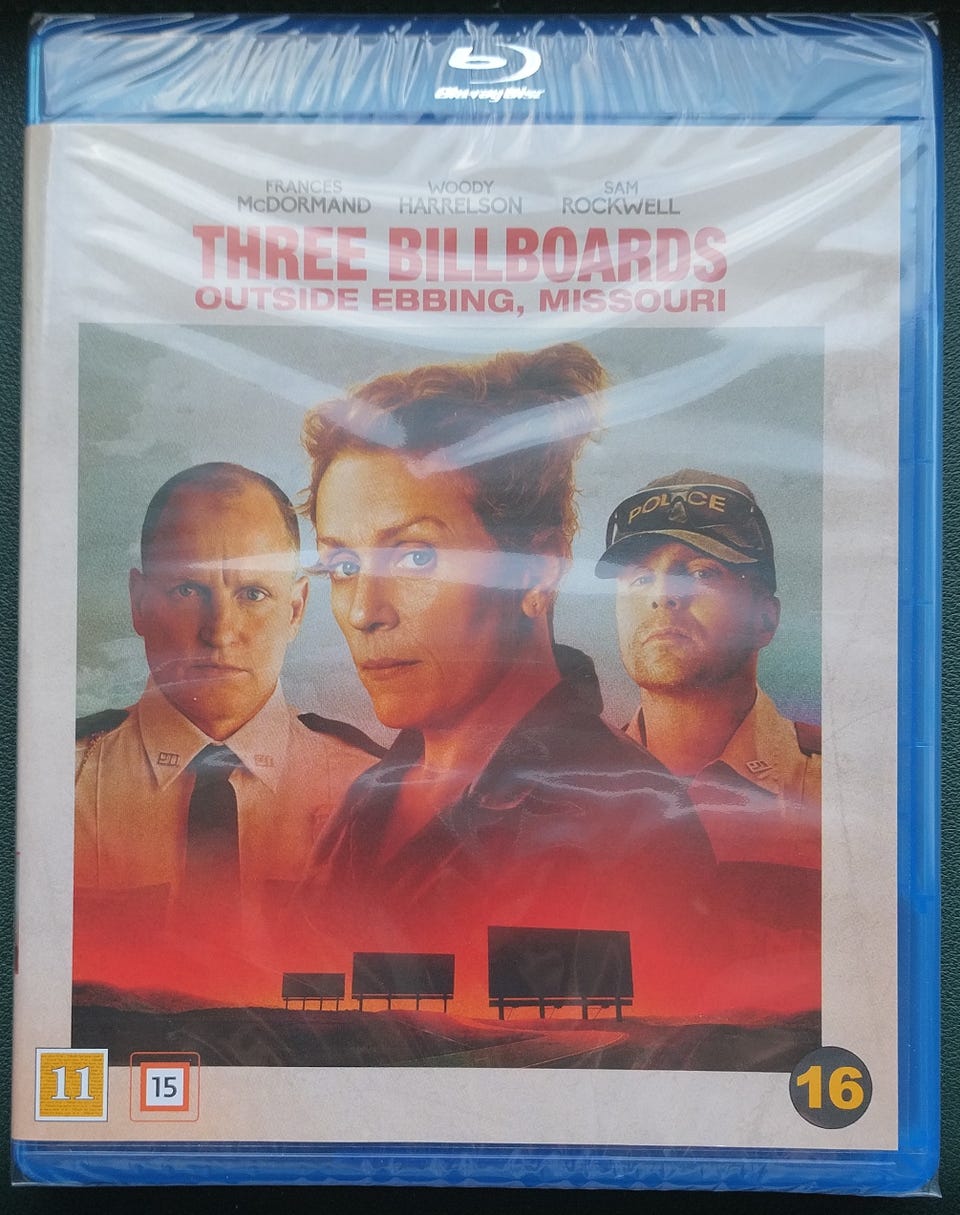 Blu-ray Disc
FRANCES WOODY SAM
McDORMAND HARRELSON ROCKWELL
THREE BILLBOARDS
OUTSIDE EBBING, MISSOURI
POLICE
11
15
16